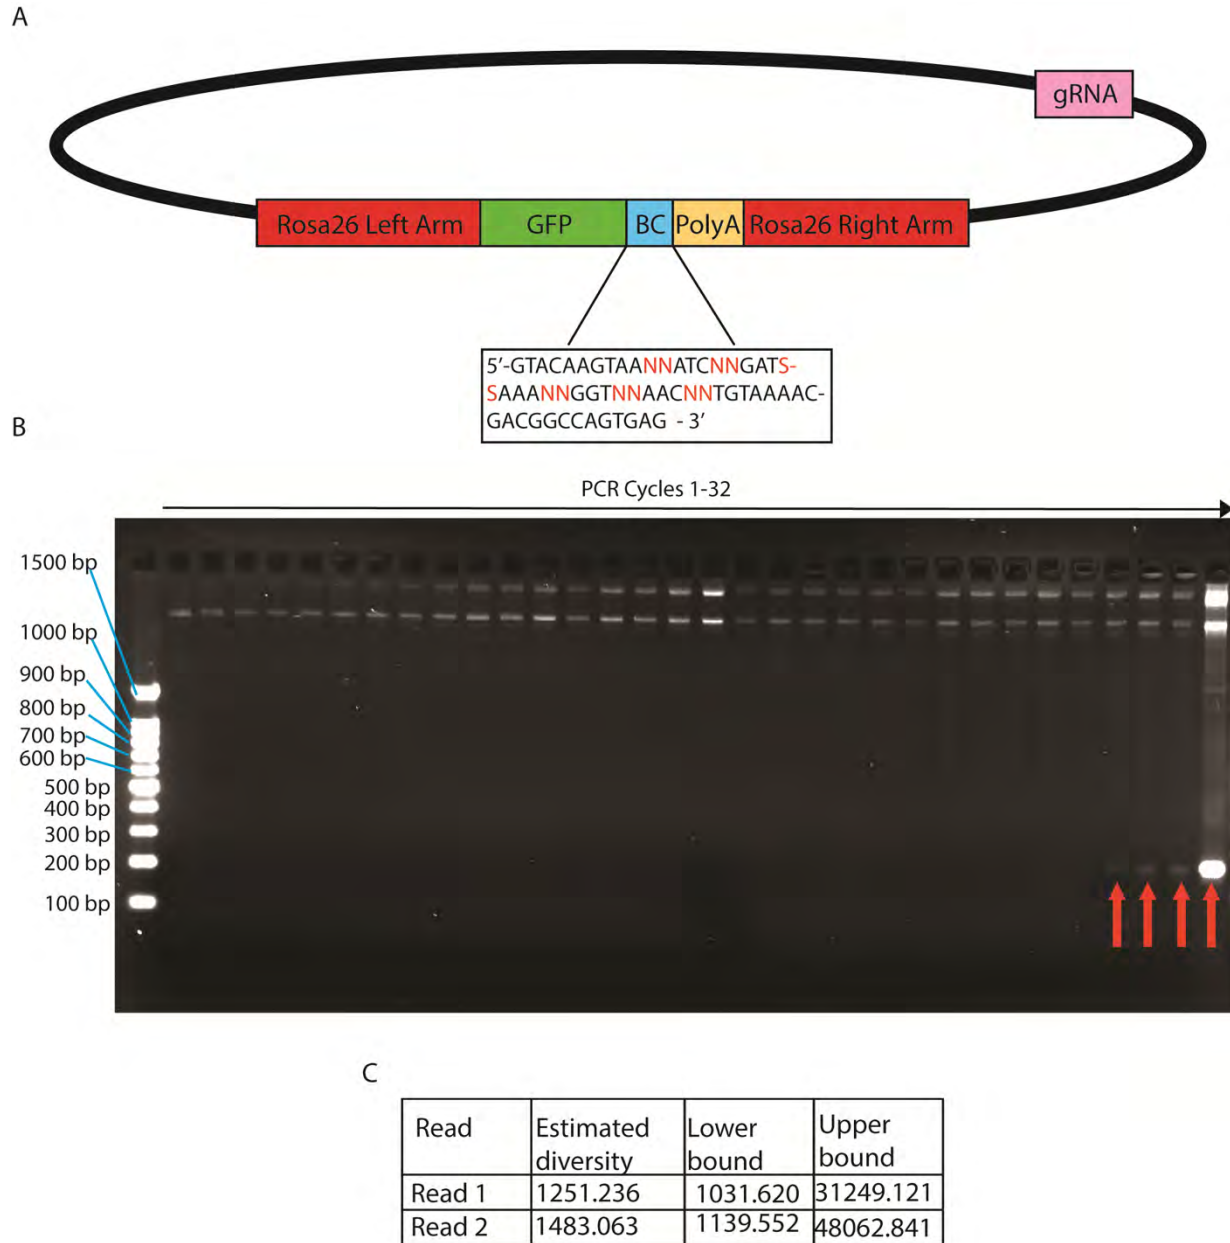 A
gRNA
Rosa26 Left Arm
GFP
BC
PolyA
Rosa26 Right Arm
5′-GTACAAGTAANNATCNNGATS-
SAAANNGGTNNAACNNTGTAAAAC-
GACGGCCAGTGAG - 3′
B
PCR Cycles 1-32
1500 bp
1000 bp
900 bp
800 bp
700 bp
600 bp
500 bp
400 bp
300 bp
200 bp
100 bp
C
Read Estimated diversity Lower bound Upper bound
Read 1 1251.236 1031.620 31249.121
Read 2 1483.063 1139.552 48062.841